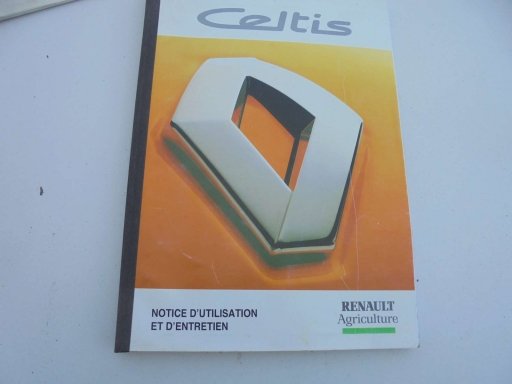 Celtis
NOTICE D'UTILISATION
ET D'ENTRETIEN
RENAULT
Agriculture